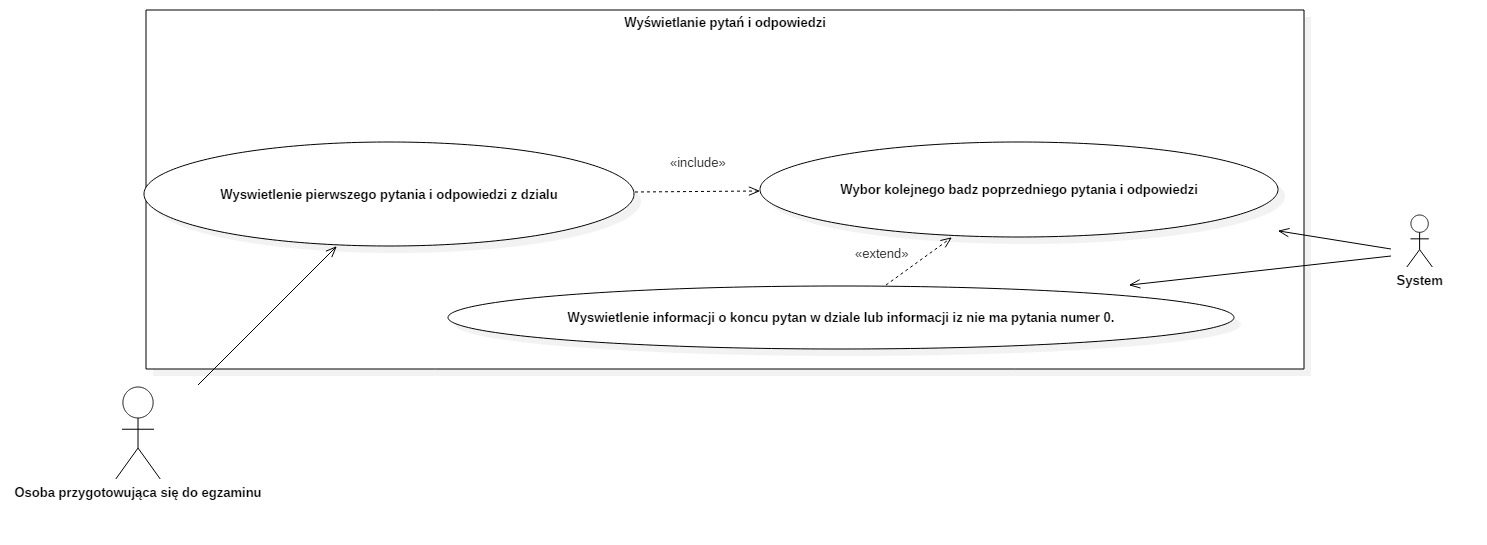 Wyświetlanie pytań i odpowiedzi
«include»
Wyswietlenie pierwszego pytania i odpowiedzi z dzialu
Wybor kolejnego badz poprzedniego pytania i odpowiedzi
«extend»
System
Wyswietlenie informacji o koncu pytan w dziale lub informacji iz nie ma pytania numer 0.
Osoba przygotowująca się do egzaminu